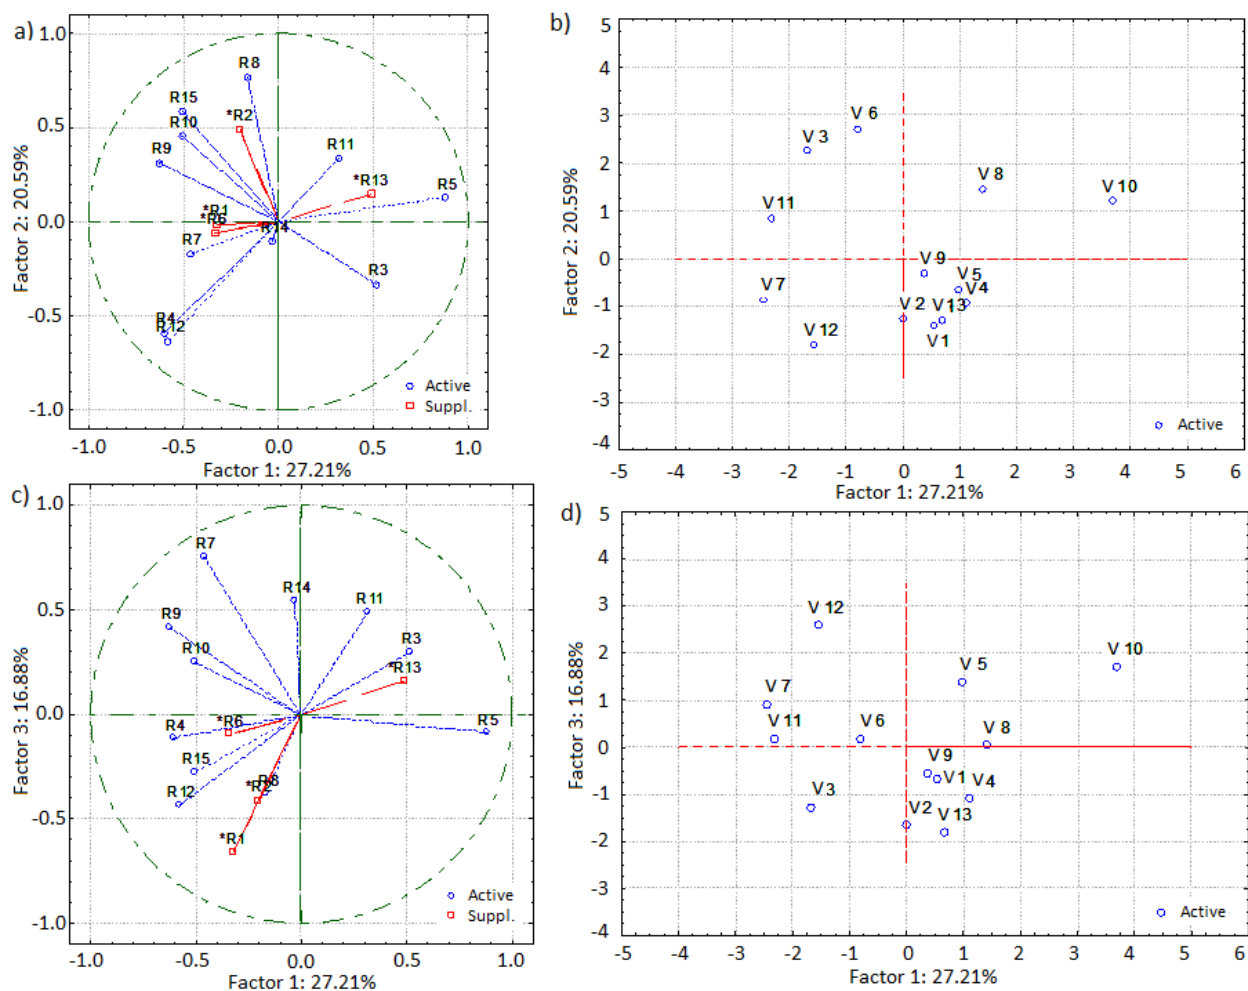 a)
1.0
0.5
0.0
-0.5
-1.0
Factor 2: 20.59%
R8
R15
*R2
R10
R11
R9
*R13
R5
*R1
*R6
R14
R7
R3
R4
R12
Active
Suppl.
-1.0 -0.5 0.0 0.5 1.0
Factor 1: 27.21%
b)
5
4
3
2
1
0
-1
-2
-3
-4
Factor 2: 20.59%
V 6
V 3
V 8
V 10
V 11
V 9
V 5
V 7
V 4
V 2
V 13
V 12
V1
Active
-5 -4 -3 -2 -1 0 1 2 3 4 5 6
Factor 1: 27.21%
c)
1.0
0.5
0.0
-0.5
-1.0
Factor 3: 16.88%
R7
R14
R11
R9
R3
R10
*R13
R4
*R6
R5
R15
R8
*R2
R12
*R1
Active
Suppl.
-1.0 -0.5 0.0 0.5 1.0
Factor 1: 27.21%
d)
5
4
3
2
1
0
-1
-2
-3
-4
Factor 3: 16.88%
V 12
V 5
V 10
V 7
V 11
V 6
V 8
V 9
V1
V 4
V 3
V2
V 13
Active
-5 -4 -3 -2 -1 0 1 2 3 4 5 6
Factor 1: 27.21%